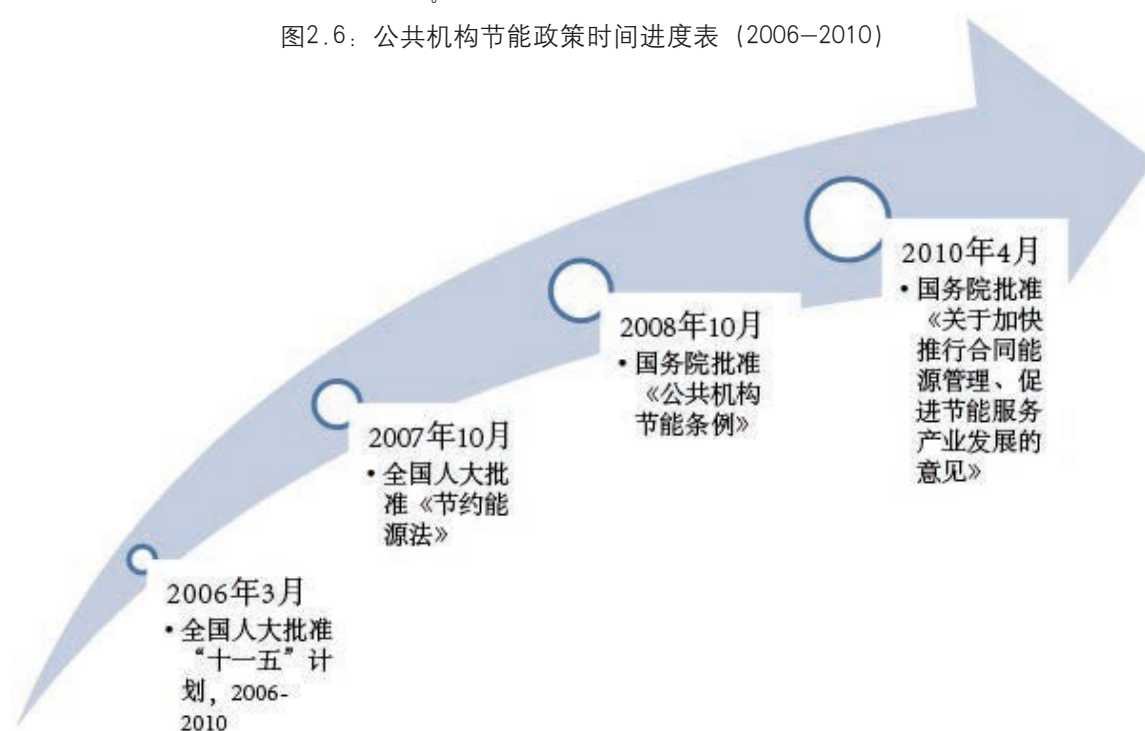 。
图2.6：公共机构节能政策时间进度表（2006–2010）
2010年4月
•国务院批准
《关于加快
推行合同能
源管理、促
进节能服务
产业发展的
意见》
2008年10月
•国务院批准
《公共机构
节能条例》
2007年10月
•全国人大批
准《节约能
源法》
2006年3月
•全国人大批准
“十一五”计
划，2006-
2010